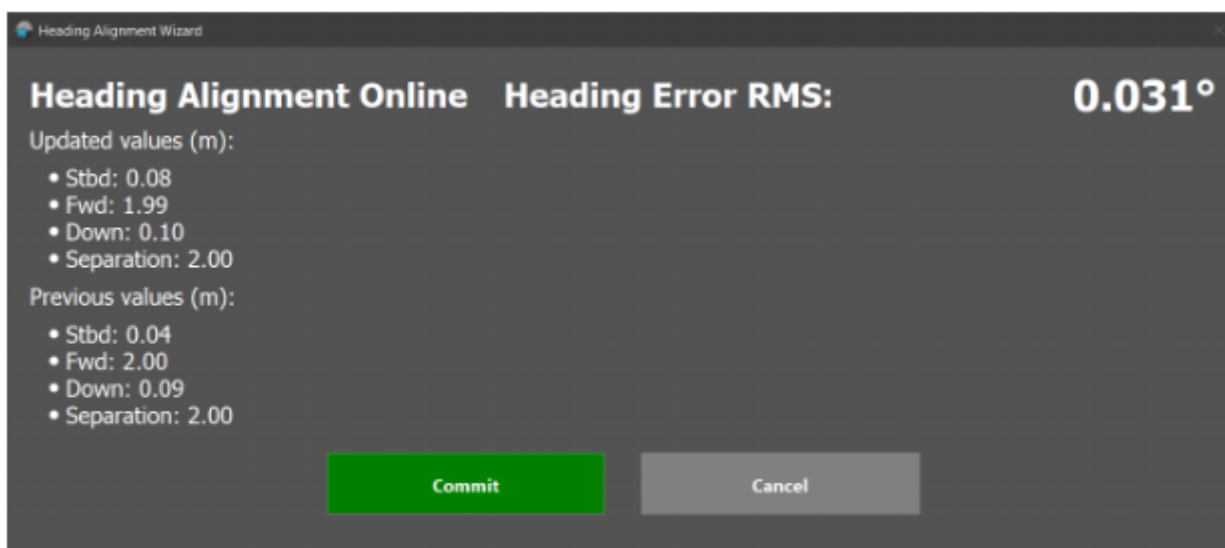 Heading Alignment Wizard
Heading Alignment Online Heading Error RMS: 0.031°
Updated values (m):
• Stbd: 0.08
• Fwd: 1.99
• Down: 0.10
• Separation: 2.00
Previous values (m):
• Stbd: 0.04
• Fwd: 2.00
• Down: 0.09
• Separation: 2.00
Commit Cancel